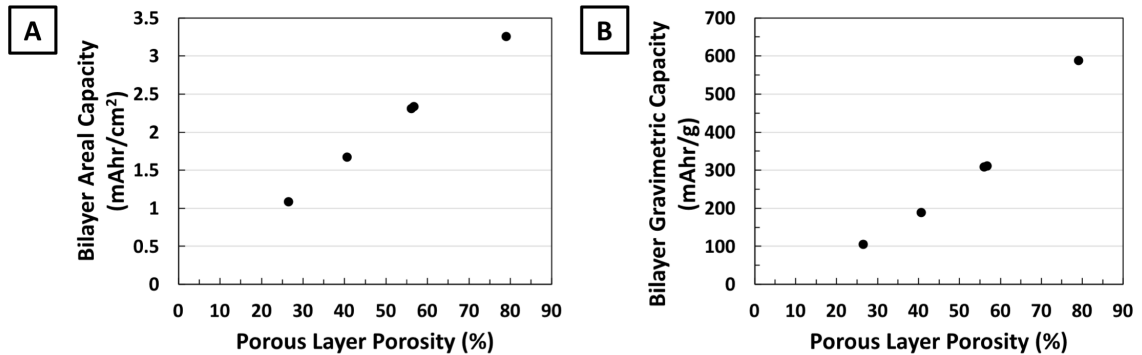 A
Bilayer Areal Capacity
(mAhr/cm²)
3.5
3
2.5
2
1.5
1
0.5
0
0 10 20 30 40 50 60 70 80 90
Porous Layer Porosity (%)
B
Bilayer Gravimetric Capacity
(mAhr/g)
700
600
500
400
300
200
100
0
0 10 20 30 40 50 60 70 80 90
Porous Layer Porosity (%)